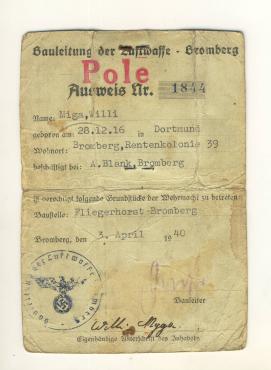 Bauleitung der Luftwaffe - Bromberg
Pole
Ausweis Nr. 1844
Name: Miga, Willi
geboren am 28.12.16 in Dortmund
Wohnort: Bromberg, Rentenkolonie 39
beschäftigt bei: A. Blank, Bromberg
ist berechtigt folgende Grundstücke der Wehrmacht zu betreten
Baustelle: Fliegerhorst-Bromberg
Bromberg, den 3. April 1940
Bauleiter
Willi Myga
Eigenhändige Unterschrift des Inhabers